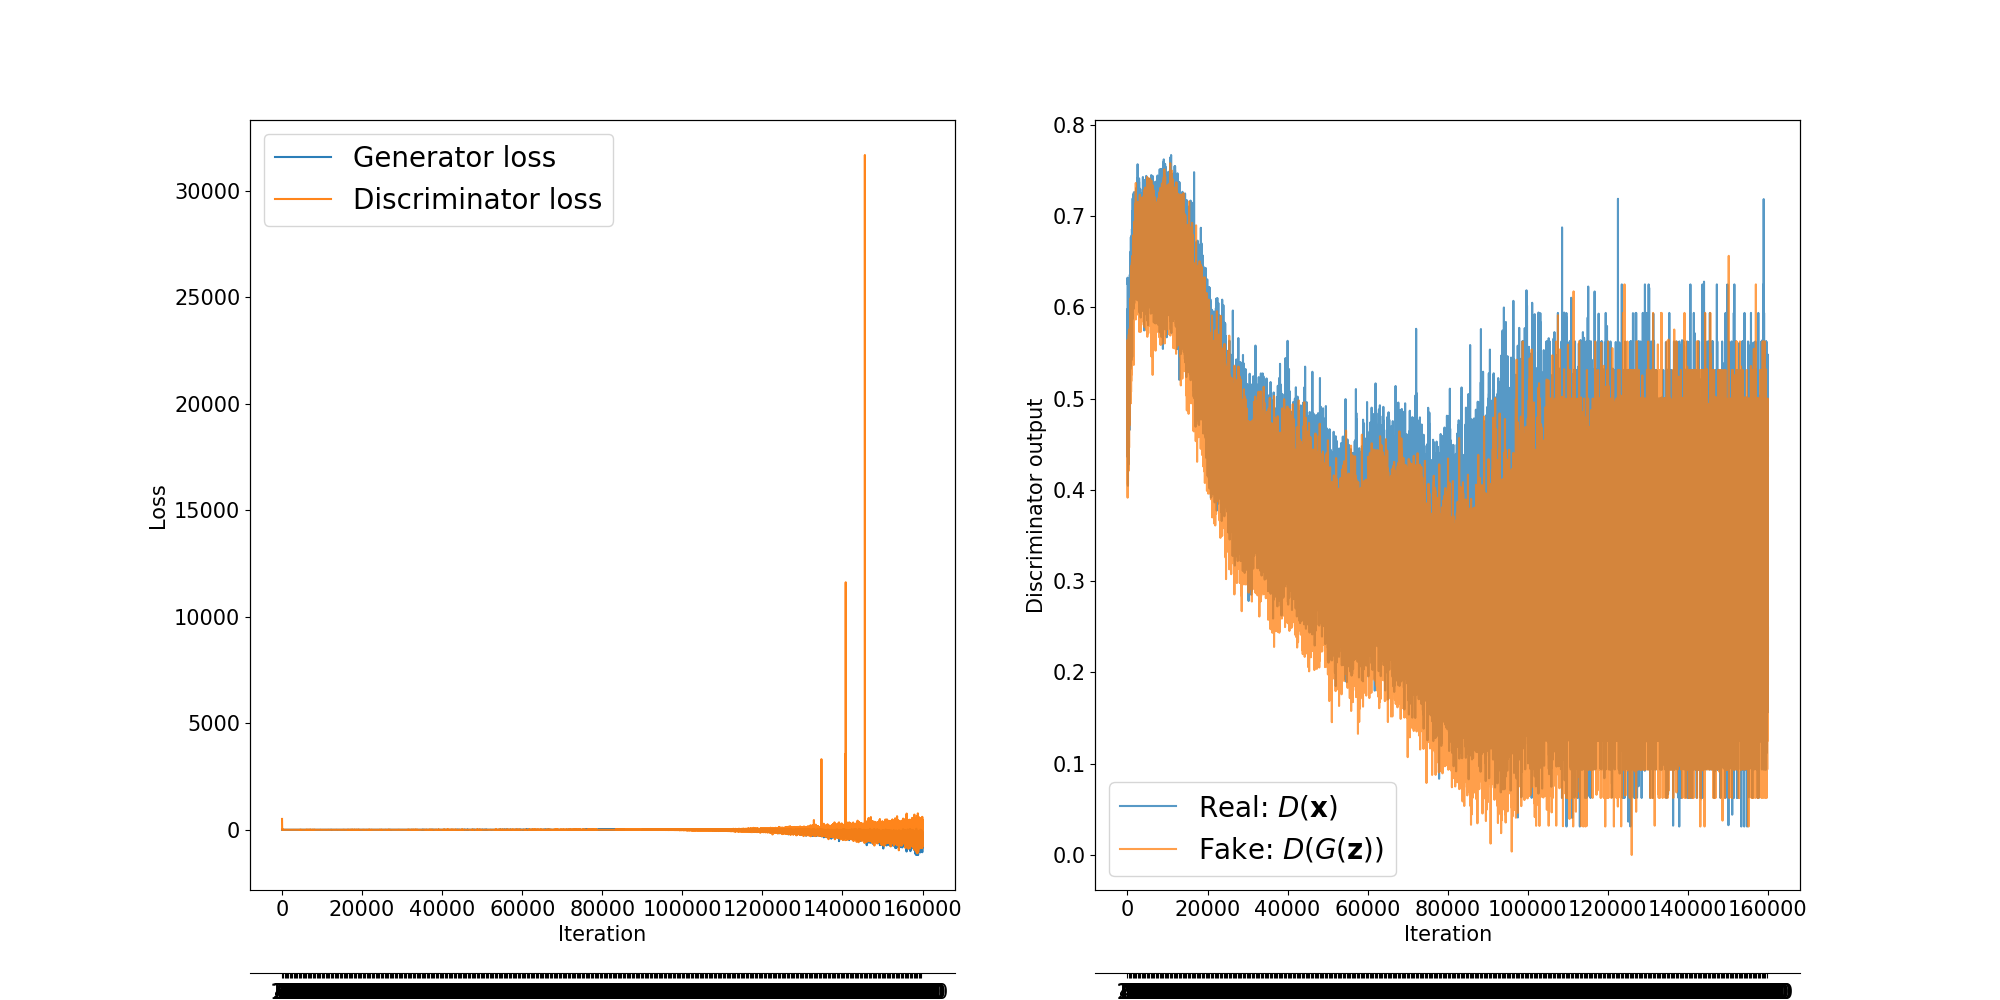 Generator loss
Discriminator loss
30000
25000
20000
15000
10000
5000
0
Loss
0 20000 40000 60000 80000 100000 120000 140000 160000
Iteration
0.8
0.7
0.6
0.5
0.4
0.3
0.2
0.1
0.0
Discriminator output
Real: D(x)
Fake: D(G(z))
0 20000 40000 60000 80000 100000 120000 140000 160000
Iteration